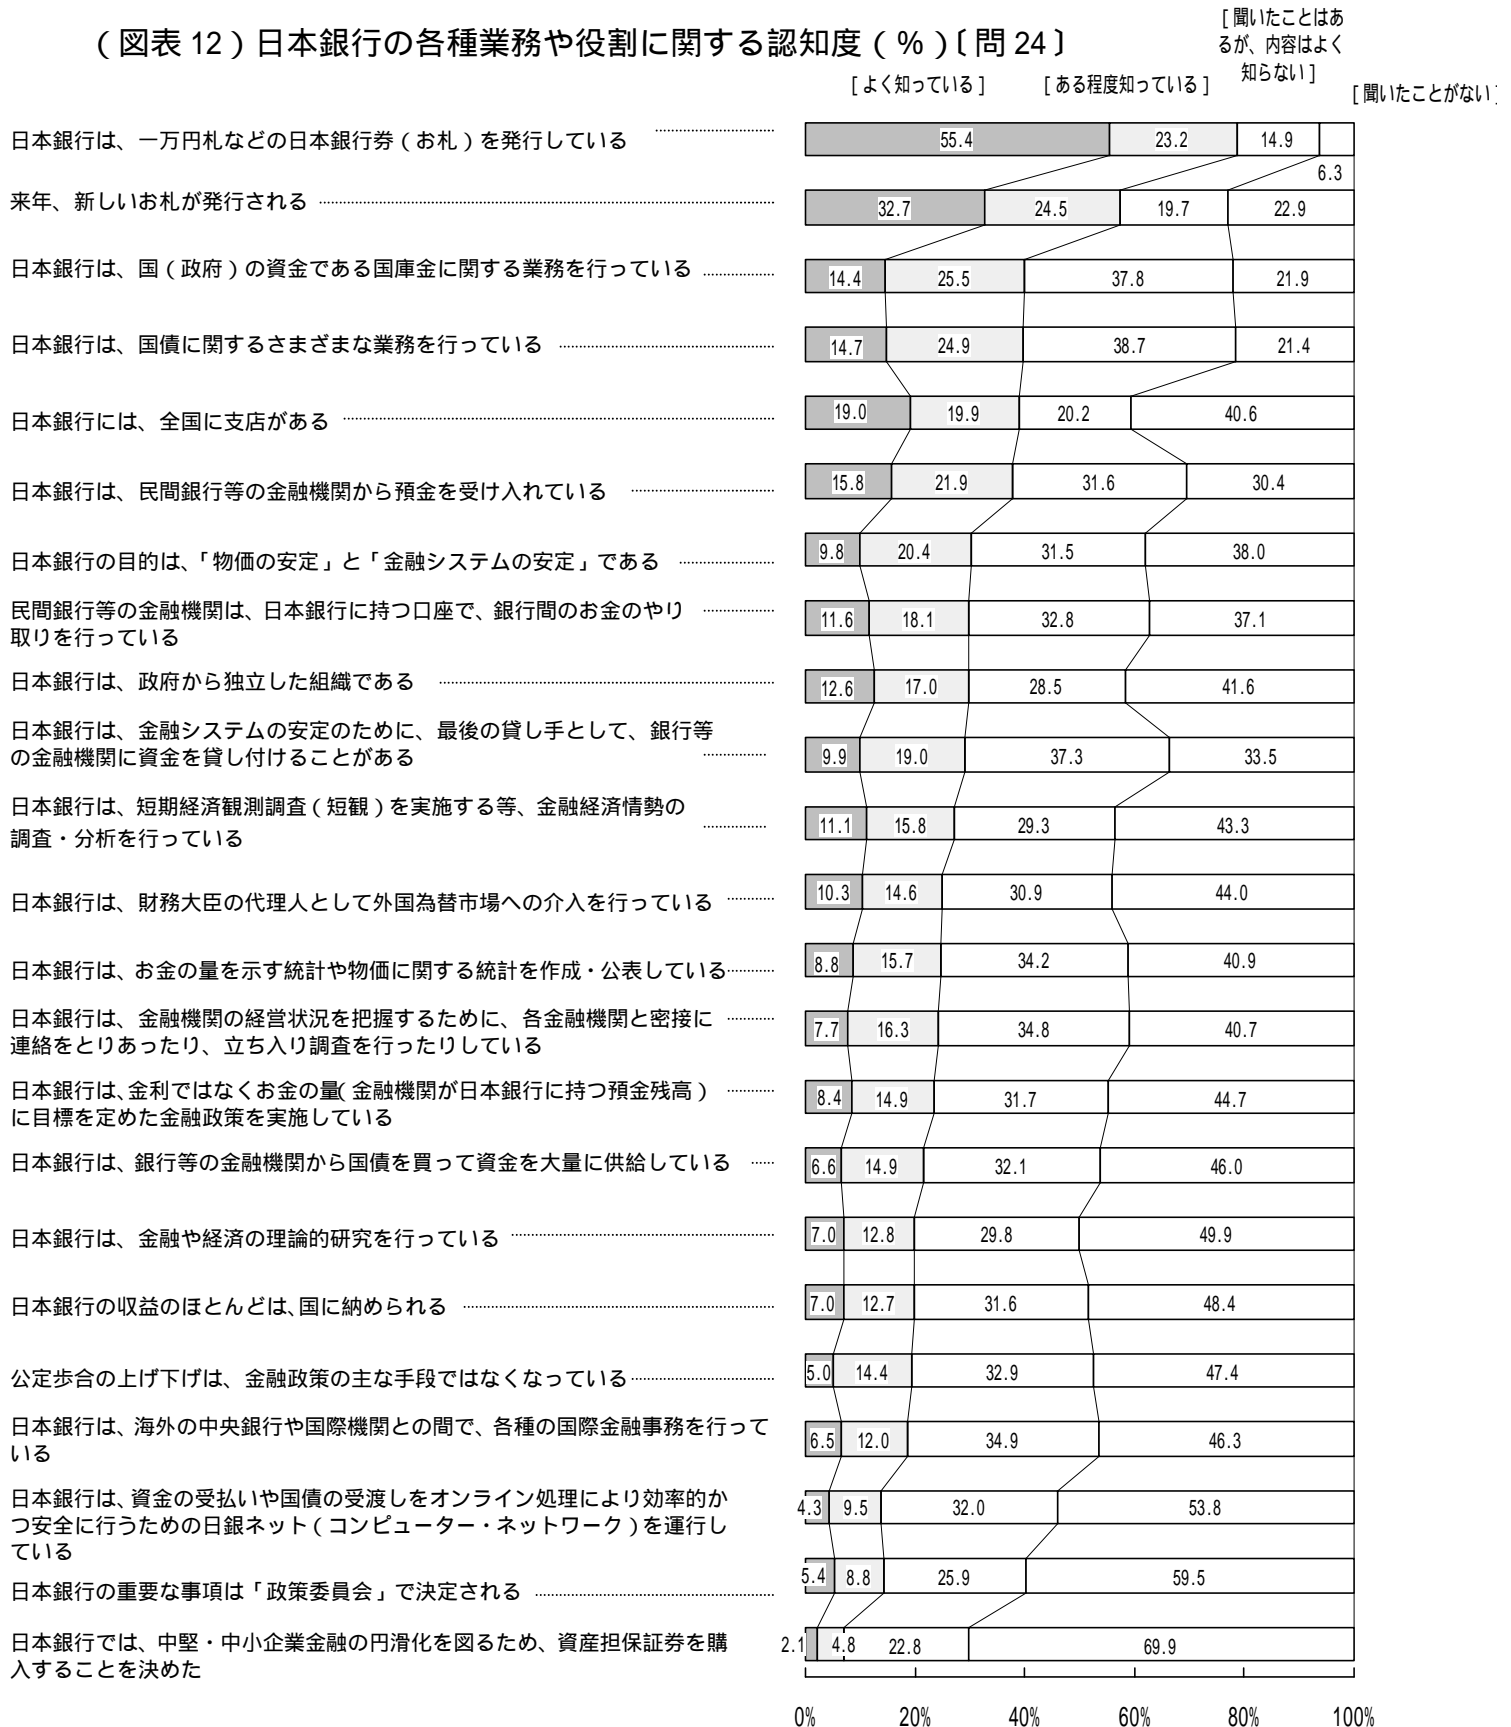 (図表 12)日本銀行の各種業務や役割に関する認知度(%)〔問 24〕
[よく知っている]
[ある程度知っている]
[聞いたことはあ
るが、内容はよく
知らない]
[聞いたことがない]
日本銀行は、一万円札などの日本銀行券(お札)を発行している 55.4 23.2 14.9 6.3
来年、新しいお札が発行される 32.7 24.5 19.7 22.9
日本銀行は、国(政府)の資金である国庫金に関する業務を行っている 14.4 25.5 37.8 21.9
日本銀行は、国債に関するさまざまな業務を行っている 14.7 24.9 38.7 21.4
日本銀行には、全国に支店がある 19.0 19.9 20.2 40.6
日本銀行は、民間銀行等の金融機関から預金を受け入れている 15.8 21.9 31.6 30.4
日本銀行の目的は、「物価の安定」と「金融システムの安定」である 9.8 20.4 31.5 38.0
民間銀行等の金融機関は、日本銀行に持つ口座で、銀行間のお金のやり
取りを行っている 11.6 18.1 32.8 37.1
日本銀行は、政府から独立した組織である 12.6 17.0 28.5 41.6
日本銀行は、金融システムの安定のために、最後の貸し手として、銀行等
の金融機関に資金を貸し付けることがある 9.9 19.0 37.3 33.5
日本銀行は、短期経済観測調査(短観)を実施する等、金融経済情勢の
調査・分析を行っている 11.1 15.8 29.3 43.3
日本銀行は、財務大臣の代理人として外国為替市場への介入を行っている 10.3 14.6 30.9 44.0
日本銀行は、お金の量を示す統計や物価に関する統計を作成・公表している 8.8 15.7 34.2 40.9
日本銀行は、金融機関の経営状況を把握するために、各金融機関と密接に
連絡をとりあったり、立ち入り調査を行ったりしている 7.7 16.3 34.8 40.7
日本銀行は、金利ではなくお金の量(金融機関が日本銀行に持つ預金残高)
に目標を定めた金融政策を実施している 8.4 14.9 31.7 44.7
日本銀行は、銀行等の金融機関から国債を買って資金を大量に供給している 6.6 14.9 32.1 46.0
日本銀行は、金融や経済の理論的研究を行っている 7.0 12.8 29.8 49.9
日本銀行の収益のほとんどは、国に納められる 7.0 12.7 31.6 48.4
公定歩合の上げ下げは、金融政策の主な手段ではなくなっている 5.0 14.4 32.9 47.4
日本銀行は、海外の中央銀行や国際機関との間で、各種の国際金融事務を行って
いる 6.5 12.0 34.9 46.3
日本銀行は、資金の受払いや国債の受渡しをオンライン処理により効率的か
つ安全に行うための日銀ネット(コンピューター・ネットワーク)を運行し
ている 4.3 9.5 32.0 53.8
日本銀行の重要な事項は「政策委員会」で決定される 5.4 8.8 25.9 59.5
日本銀行では、中堅・中小企業金融の円滑化を図るため、資産担保証券を購
入することを決めた 2.1 4.8 22.8 69.9
0% 20% 40% 60% 80% 100%